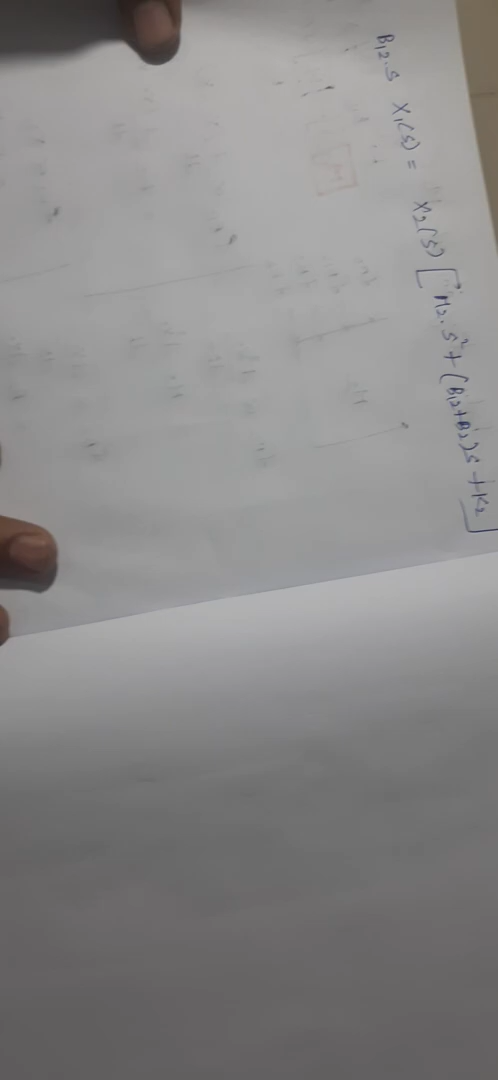 B12.s X1(s) = X2(s) [M2.s² + (B12+B2)s + K2]